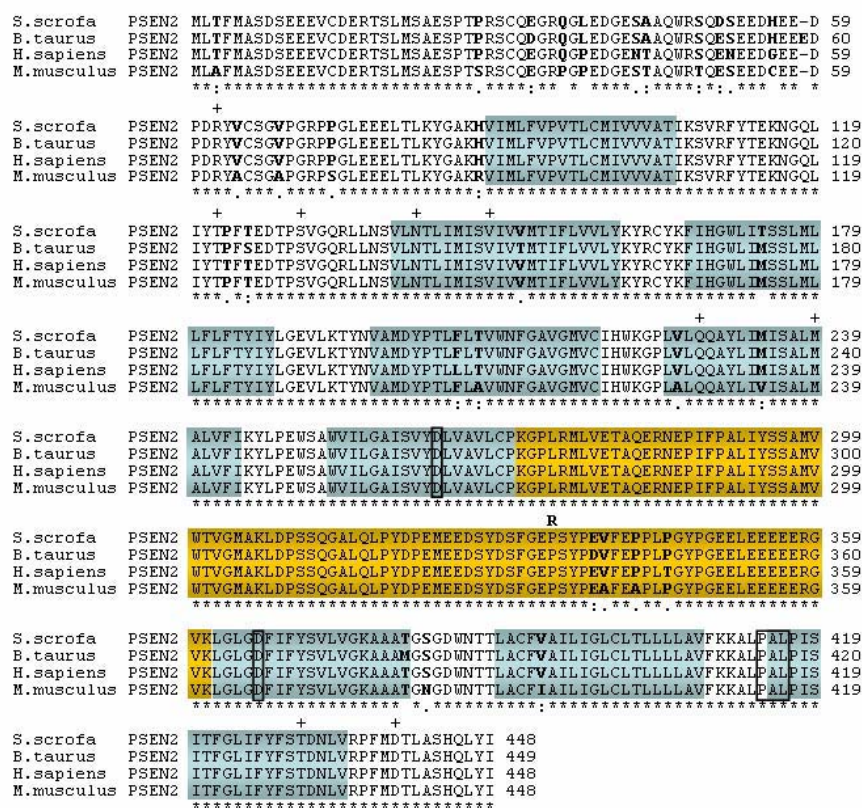 S.scrofa PSEN2 MLTFMASDSEEEVCDERTSLMSAESPTPRSCQEGRQGLEDGESAAQWRSQDSEEDHEE-D 59
B.taurus PSEN2 MLTFMASDSEEEVCDERTSLMSAESPTPRSCQDGRQGLEDGESTAQWRSQENEEDHEEED 60
H.sapiens PSEN2 MLTFMASDSEEEVCDERTSLMSAESPTPRSCQEGRQGPEDGENTAQWRSQENEEDGEE-D 59
M.musculus PSEN2 MLAFMASDSEEEVCDERTSLMSAESPTSRSCQEGRPGPEDGESTAQWRTQESEEDCEE-D 59
** ************************.****:** * ****.:*****:*:.*** ** *
+
S.scrofa PSEN2 PDRYVCSGVPGRPPGLEEELTLKYGAKHVIMLFVPVTLCMIVVVATIKSVRFYTEKNGQL 119
B.taurus PSEN2 PDRYVCSGVPGRPPGLEEELTLKYGAKHVIMLFVPVTLCMIVVVATIKSVRFYTEKNGQL 120
H.sapiens PSEN2 PDRYVCSGVPGRPPGLEEELTLKYGAKHVIMLFVPVTLCMIVVVATIKSVRFYTEKNGQL 119
M.musculus PSEN2 PDRYACSGAPGRPSGLEEELTLKYGAKRVIMLFVPVTLCMIVVVATIKSVRFYTEKNGQL 119
****.***.****.*************.********************************
+ + + +
S.scrofa PSEN2 IYTPFTEDTPSVGQRLLNSVLNTLIMISVIVVMTIFLVVLYKYRCYKFIHGWLITSSLML 179
B.taurus PSEN2 IYTPFSEDTPSVGQRLLNSVLNTLIMISVIVTMTIFLVVLYKYRCYKFIHGWLIMSSLML 180
H.sapiens PSEN2 IYTTFTEDTPSVGQRLLNSVLNTLIMISVIVVMTIFLVVLYKYRCYKFIHGWLIMSSLML 179
M.musculus PSEN2 IYTPFTEDTPSVGQRLLNSVLNTLIMISVIVVMTIFLVVLYKYRCYKFIHGWLIMSSLML 179
***.*:*************************.********************** *****
+ +
S.scrofa PSEN2 LFLFTYIYLGEVLKTYNVAMDYPTLFLTVWNFGAVGMVCIHWKGPLVLQQAYLIMISALM 239
B.taurus PSEN2 LFLFTYIYLGEVLKTYNVAMDYPTLFLTVWNFGAVGMVCIHWKGPLVLQQAYLIMISALM 240
H.sapiens PSEN2 LFLFTYIYLGEVLKTYNVAMDYPTLLLTVWNFGAVGMVCIHWKGPLVLQQAYLIMISALM 239
M.musculus PSEN2 LFLFTYIYLGEVLKTYNVAMDYPTLFLAVWNFGAVGMVCIHWKGPLALQQAYLIVISALM 239
*************************:*:******************.*******:*****
S.scrofa PSEN2 ALVFIKYLPEWSAWVILGAISVYDLVAVLCPKGPLRMLVETAQERNEPIFPALIYSSAMV 299
B.taurus PSEN2 ALVFIKYLPEWSAWVILGAISVYDLVAVLCPKGPLRMLVETAQERNEPIFPALIYSSAMV 300
H.sapiens PSEN2 ALVFIKYLPEWSAWVILGAISVYDLVAVLCPKGPLRMLVETAQERNEPIFPALIYSSAMV 299
M.musculus PSEN2 ALVFIKYLPEWSAWVILGAISVYDLVAVLCPKGPLRMLVETAQERNEPIFPALIYSSAMV 299
************************************************************
R
S.scrofa PSEN2 WTVGMAKLDPSSQGALQLPYDPEMEEDSYDSFGEPSYPEVFEPPLPGYPGEELEEEEERG 359
B.taurus PSEN2 WTVGMAKLDPSSQGALQLPYDPEMEEDSYDSFGEPSYPDVFEPPLPGYPGEELEEEEERG 360
H.sapiens PSEN2 WTVGMAKLDPSSQGALQLPYDPEMEEDSYDSFGEPSYPEVFEPPLTGYPGEELEEEEERG 359
M.musculus PSEN2 WTVGMAKLDPSSQGALQLPYDPEMEEDSYDSFGEPSYPEAFEAPLPGYPGEELEEEEERG 359
**************************************:.**.**.**************
S.scrofa PSEN2 VKLGLGDFIFYSVLVGKAAATGSGDWNTTLACFVAILIGLCLTLLLLAVFKKALPALPIS 419
B.taurus PSEN2 VKLGLGDFIFYSVLVGKAAAMGSGDWNTTLACFVAILIGLCLTLLLLAVFKKALPALPIS 420
H.sapiens PSEN2 VKLGLGDFIFYSVLVGKAAATGSGDWNTTLACFVAILIGLCLTLLLLAVFKKALPALPIS 419
M.musculus PSEN2 VKLGLGDFIFYSVLVGKAAATGNGDWNTTLACFIAILIGLCLTLLLLAVFKKALPALPIS 419
******************** *.**********:**************************
+ +
S.scrofa PSEN2 ITFGLIFYFSTDNLVRPFMDTLASHQLYI 448
B.taurus PSEN2 ITFGLIFYFSTDNLVRPFMDTLASHQLYI 449
H.sapiens PSEN2 ITFGLIFYFSTDNLVRPFMDTLASHQLYI 448
M.musculus PSEN2 ITFGLIFYFSTDNLVRPFMDTLASHQLYI 448
*****************************